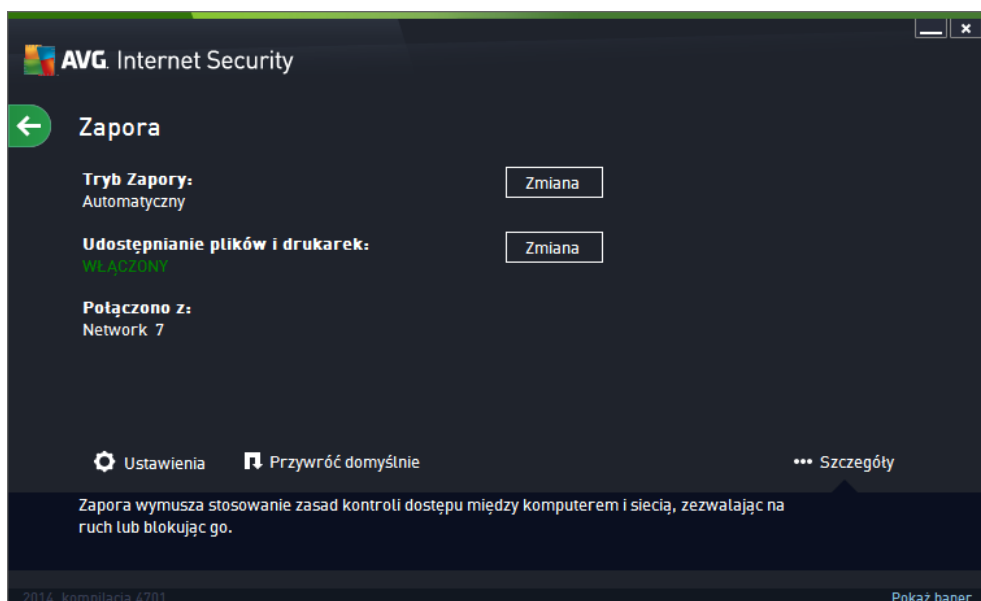 AVG. Internet Security
Zapora
Tryb Zapory:
Zmiana
Automatyczny
Udostępnianie plików i drukarek:
Zmiana
WŁĄCZONY
Połączono z:
Network 7
Ustawienia
Przywróć domyślnie
••• Szczegóły
Zapora wymusza stosowanie zasad kontroli dostępu między komputerem i siecią, zezwalając na
ruch lub blokując go.
2014, kompilacja 4701
Pokaż baner